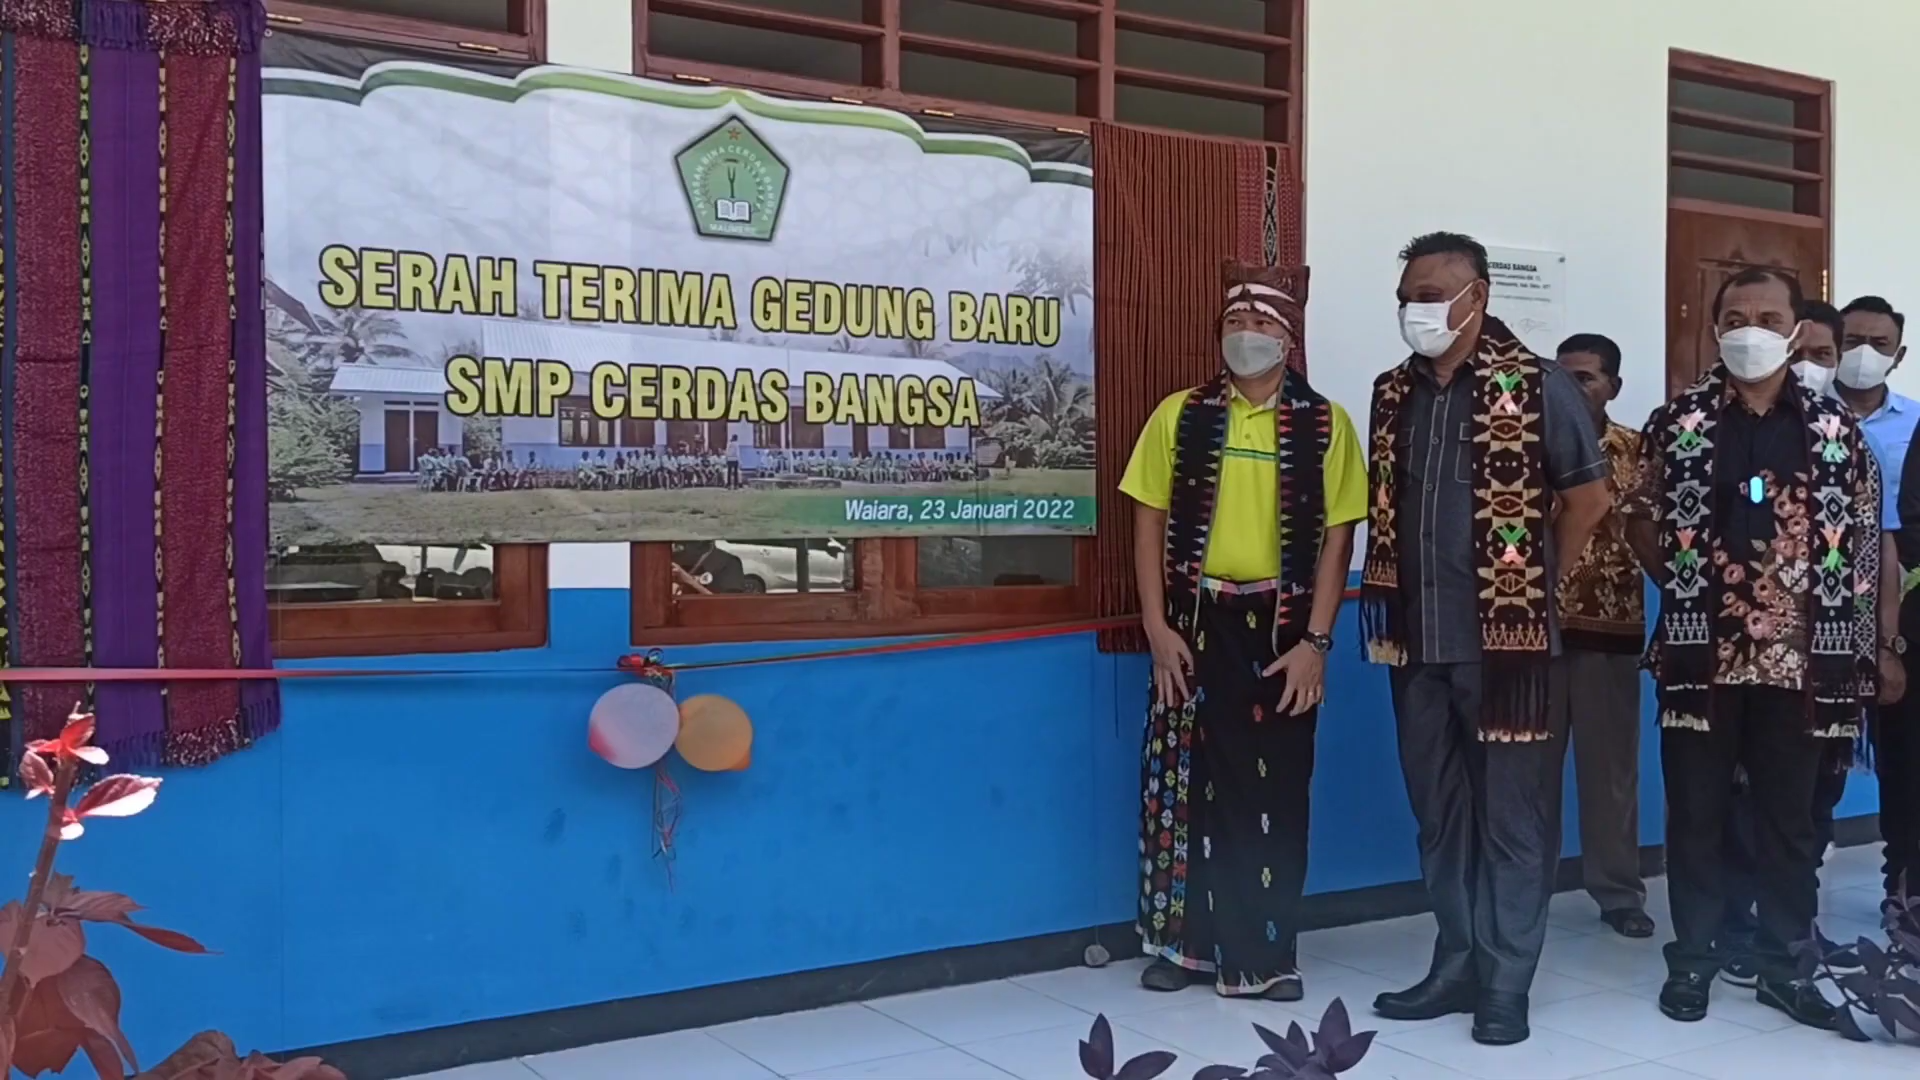 YAYASAN BINA CERDAS BANGSA
MAUMERE
SERAH TERIMA GEDUNG BARU
SMP CERDAS BANGSA
Waiara, 23 Januari 2022
CERDAS BANGSA